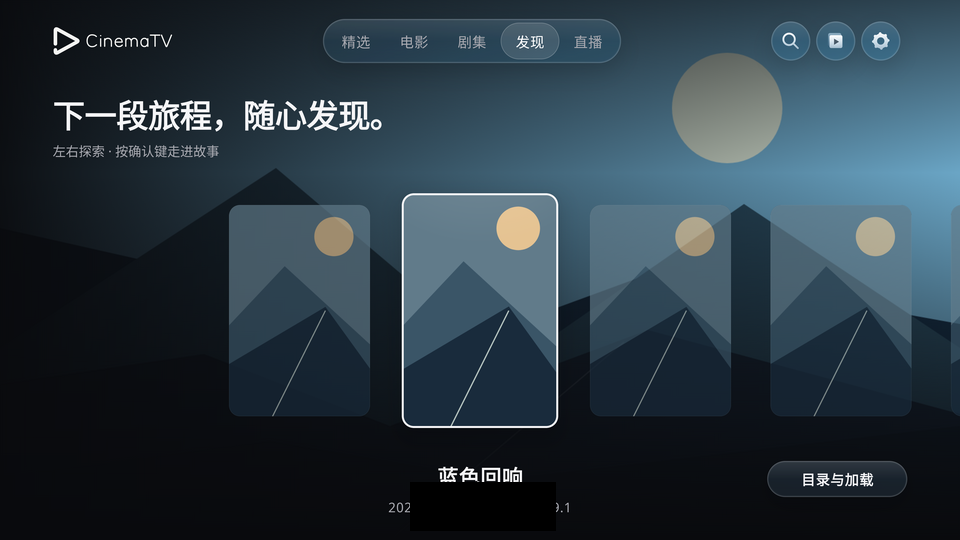 CinemaTV
精选 电影 剧集 发现 直播
下一段旅程，随心发现。
左右探索 · 按确认键走进故事
蓝色回响
目录与加载